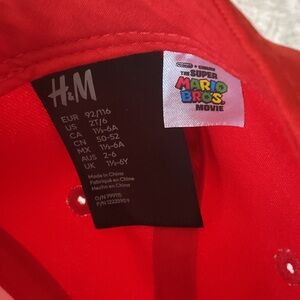 H&M
EUR 92/116
US 2T/6
CA 1½-6A
CN 50-52
MX 1½-6A
AUS 2-6
UK 1½-6Y
Made in China
Fabriqué en Chine
Hecho en China
THE SUPER
MARIO
BROS.
MOVIE